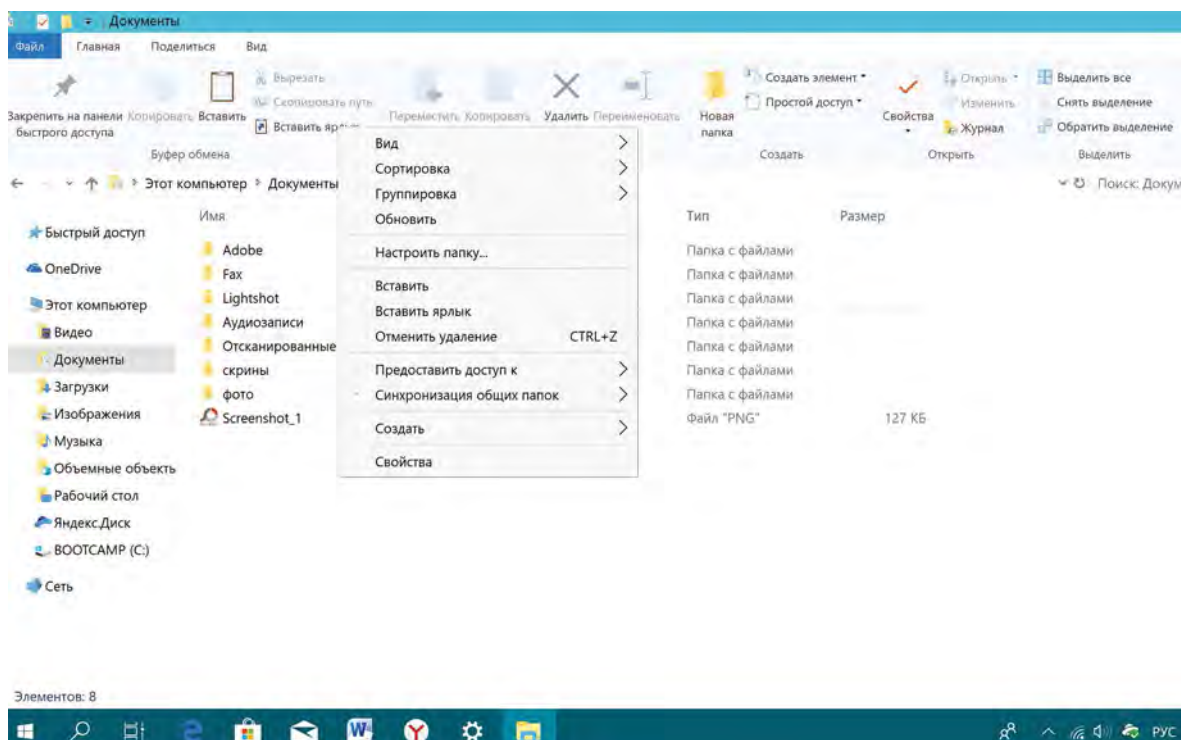 Документы
Файл Главная Поделиться Вид
Закрепить на панели быстрого доступа
Копировать
Вставить
Вырезать
Скопировать путь
Вставить
Переместить
Копировать
Удалить
Переименовать
Новая папка
Создать элемент
Простой доступ
Свойства
Открыть
Изменить
Журнал
Выделить все
Снять выделение
Обратить выделение
Буфер обмена
Создать
Открыть
Выделить
Этот компьютер Документы
Поиск:
Быстрый доступ
OneDrive
Этот компьютер
Видео
Документы
Загрузки
Изображения
Музыка
Объемные объекть
Рабочий стол
Яндекс.Диск
BOOTCAMP (C:)
Сеть
Имя Тип Размер
Adobe Папка с файлами
Fax Папка с файлами
Lightshot Папка с файлами
Аудиозаписи Папка с файлами
Отсканированные Папка с файлами
скрины Папка с файлами
фото Папка с файлами
Screenshot_1 Файл "PNG" 127 КБ
Вид
Сортировка
Группировка
Обновить
Настроить папку...
Вставить
Вставить ярлык
Отменить удаление CTRL+Z
Предоставить доступ к
Синхронизация общих папок
Создать
Свойства
Элементов: 8
РУС